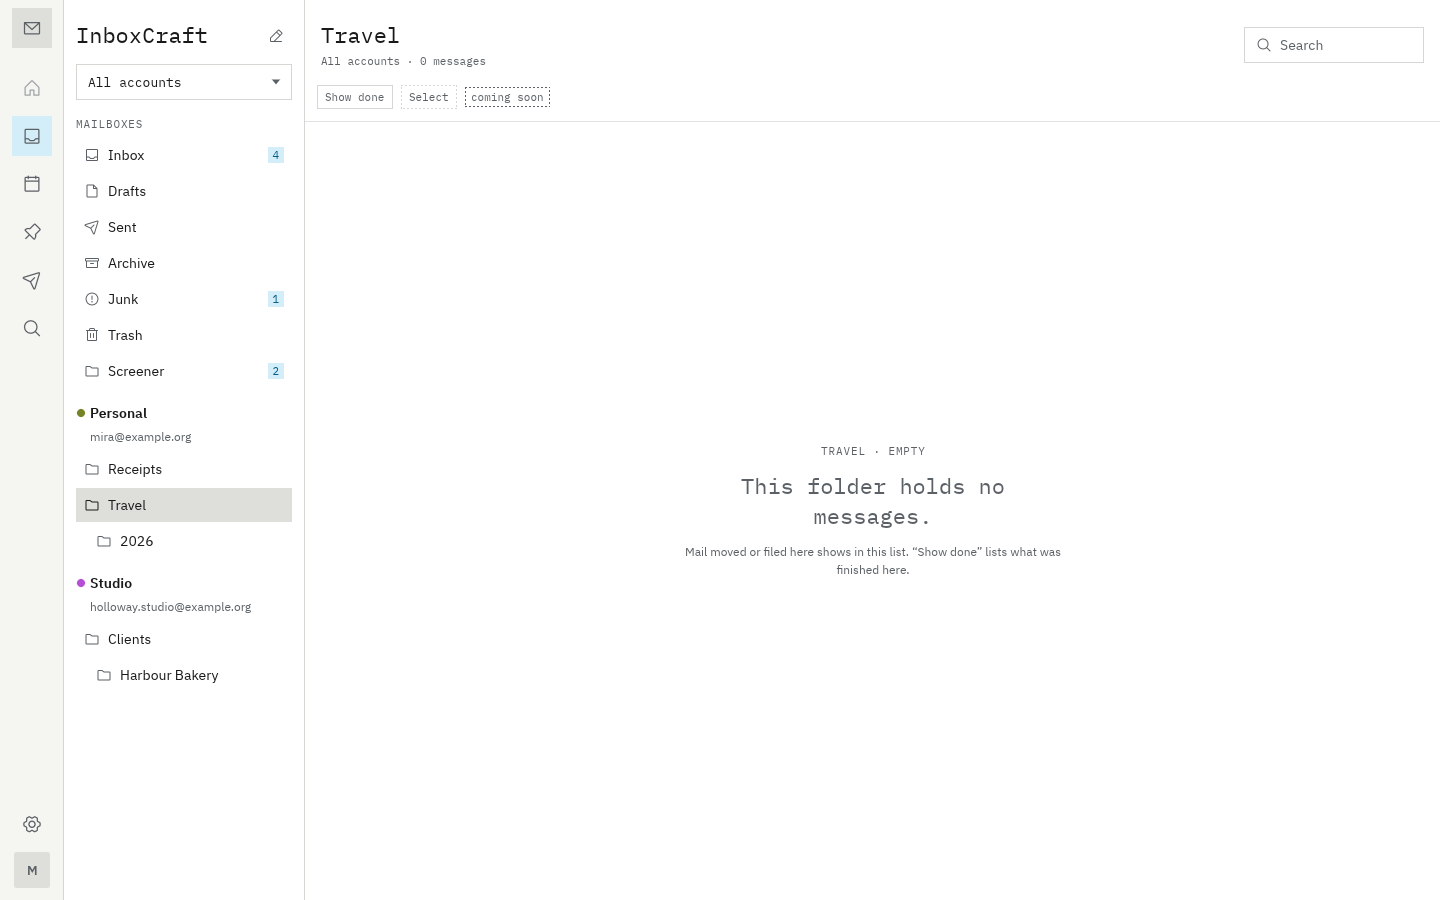 InboxCraft
All accounts
MAILBOXES
Inbox 4
Drafts
Sent
Archive
Junk 1
Trash
Screener 2
Personal
mira@example.org
Receipts
Travel
2026
Studio
holloway.studio@example.org
Clients
Harbour Bakery
M
Travel
All accounts · 0 messages
Show done Select coming soon
Search
TRAVEL · EMPTY
This folder holds no
messages.
Mail moved or filed here shows in this list. “Show done” lists what was
finished here.